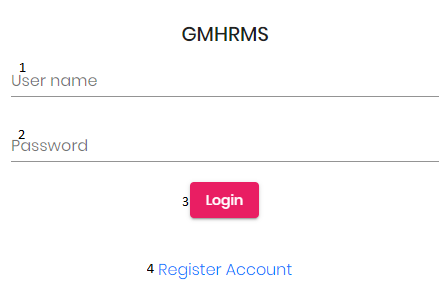 GMHRMS
1
User name
2
Password
3 Login
4 Register Account